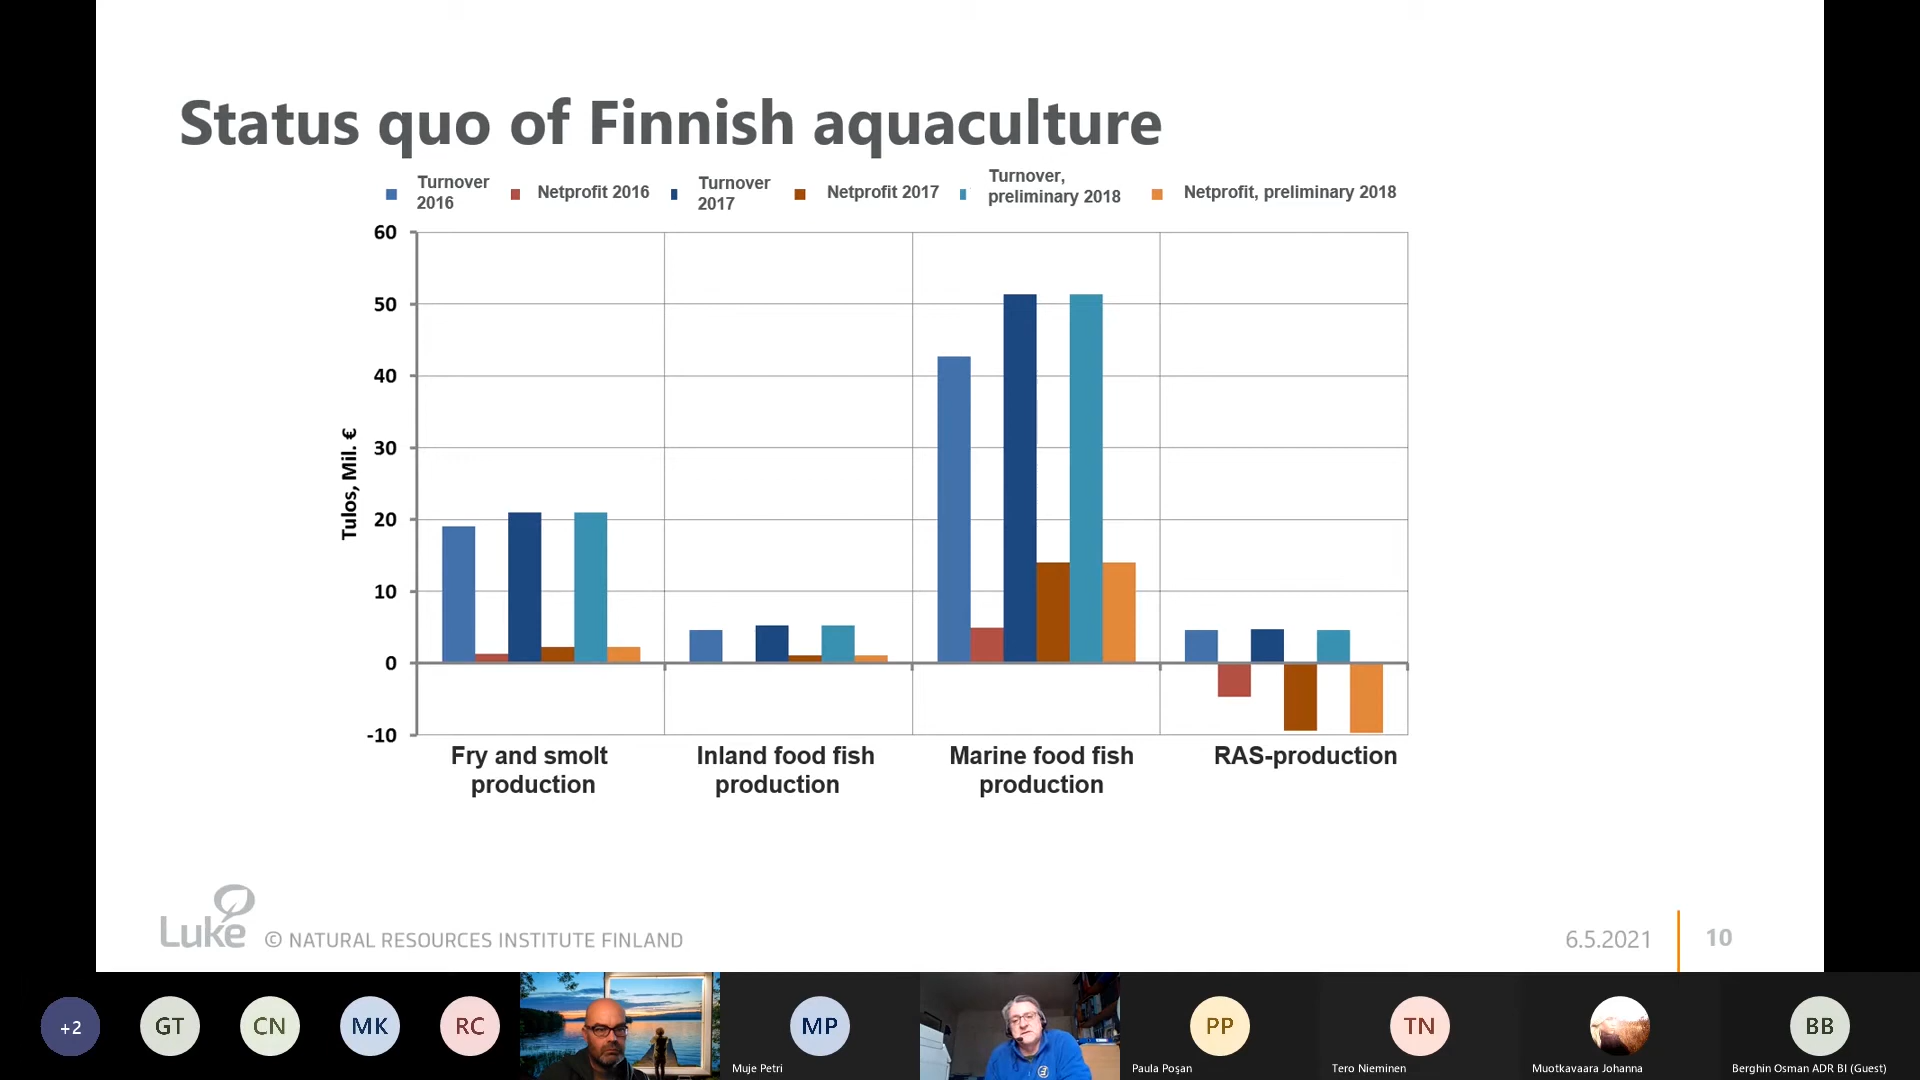 Status quo of Finnish aquaculture
Turnover
2016
Netprofit 2016
Turnover
2017
Netprofit 2017
Turnover,
preliminary 2018
Netprofit, preliminary 2018
60
50
40
30
20
10
0
-10
Tulos, Mil. €
Fry and smolt
production
Inland food fish
production
Marine food fish
production
RAS-production
Luke
© NATURAL RESOURCES INSTITUTE FINLAND
6.5.2021
10
+2
GT
CN
MK
RC
MP
Muje Petri
PP
Paula Poșan
TN
Tero Nieminen
Muotkavaara Johanna
BB
Berghin Osman ADR BI (Guest)